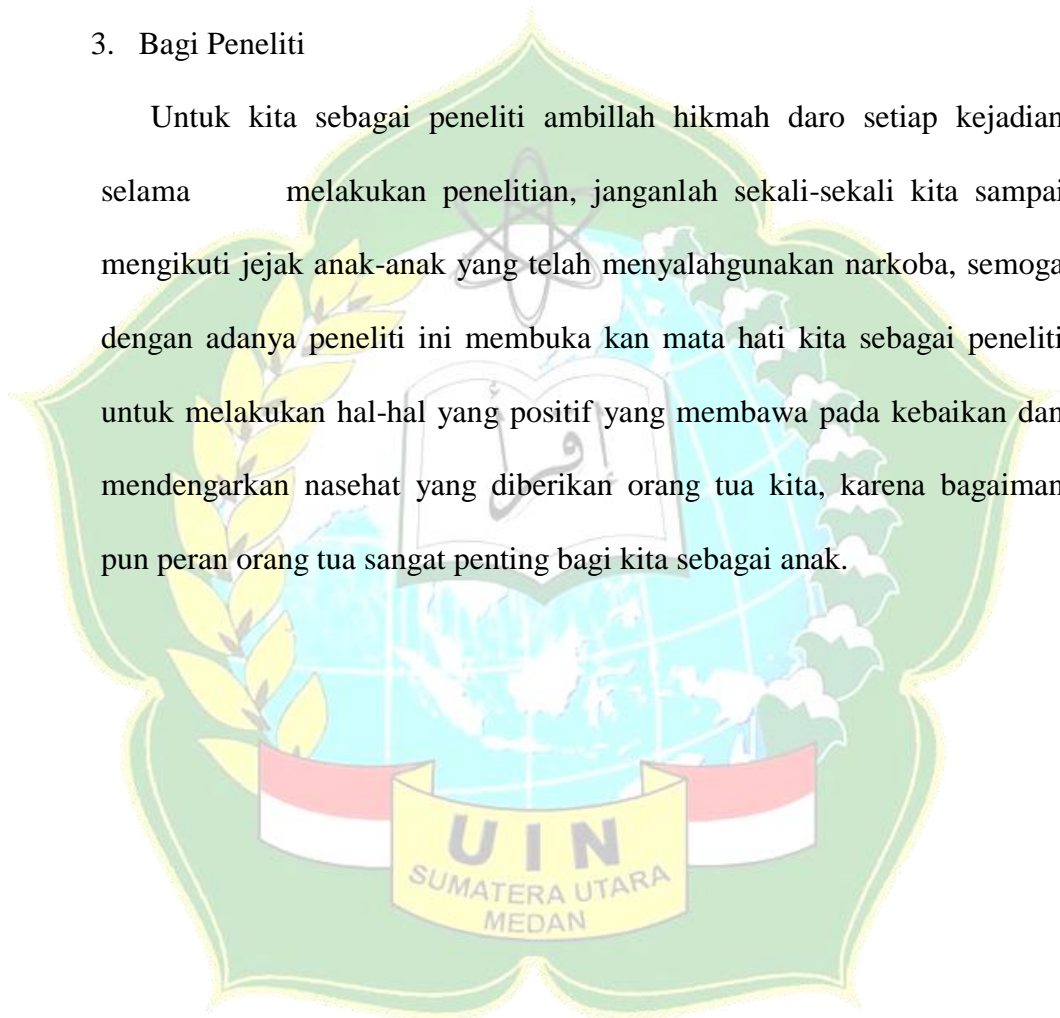 3. Bagi Peneliti
Untuk kita sebagai peneliti ambillah hikmah daro setiap kejadian
selama melakukan penelitian, janganlah sekali-sekali kita sampai
mengikuti jejak anak-anak yang telah menyalahgunakan narkoba, semoga
dengan adanya peneliti ini membuka kan mata hati kita sebagai peneliti
untuk melakukan hal-hal yang positif yang membawa pada kebaikan dan
mendengarkan nasehat yang diberikan orang tua kita, karena bagaiman
pun peran orang tua sangat penting bagi kita sebagai anak.
اقرأ
UIN
SUMATERA UTARA
MEDAN